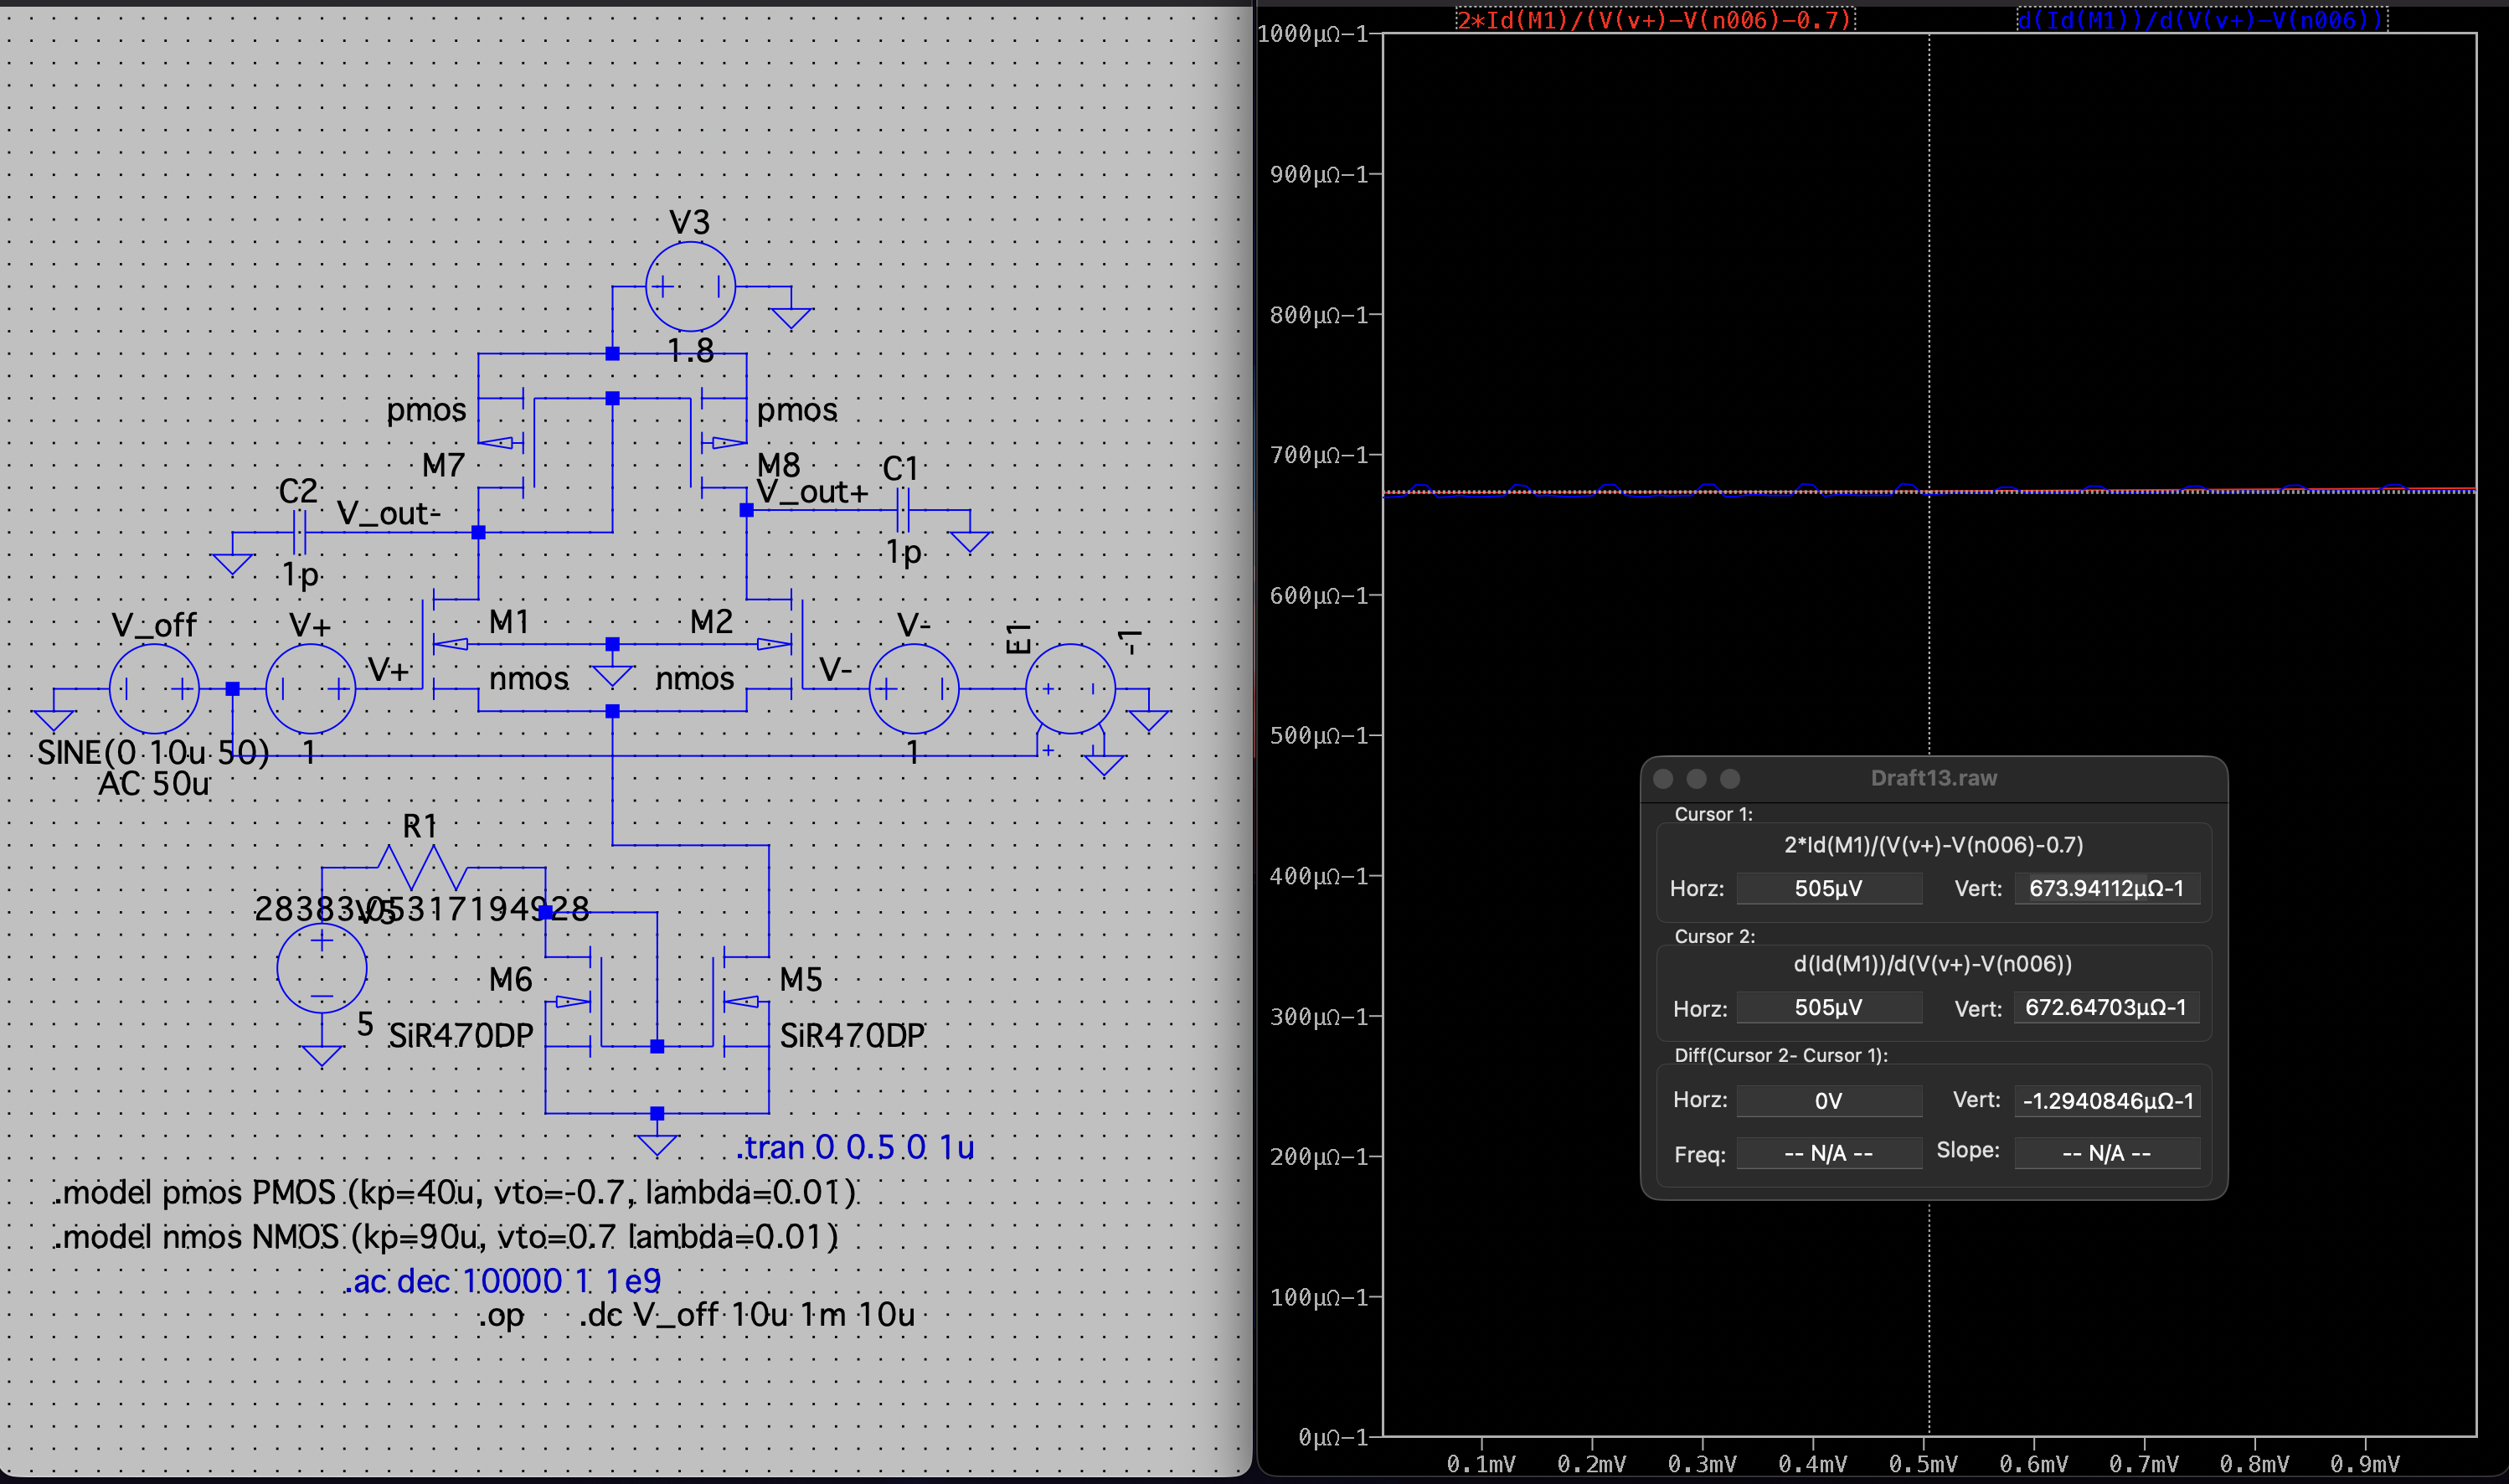 V3
1.8
pmos
pmos
M7
M8
C2
C1
V_out-
V_out+
1p
1p
V_off
V+
M1
M2
V-
E1
-1
V+
nmos
nmos
V-
SINE(0 10u 50)
AC 50u
1
1
R1
28383.05317194928
V5
5
M6
M5
SiR470DP
SiR470DP
.tran 0 0.5 0 1u
.model pmos PMOS (kp=40u, vto=-0.7, lambda=0.01)
.model nmos NMOS (kp=90u, vto=0.7 lambda=0.01)
.ac dec 10000 1 1e9
.op
.dc V_off 10u 1m 10u
2*Id(M1)/(V(v+)-V(n006)-0.7)
d(Id(M1))/d(V(v+)-V(n006))
1000µΩ-1
900µΩ-1
800µΩ-1
700µΩ-1
600µΩ-1
500µΩ-1
400µΩ-1
300µΩ-1
200µΩ-1
100µΩ-1
0µΩ-1
0.1mV 0.2mV 0.3mV 0.4mV 0.5mV 0.6mV 0.7mV 0.8mV 0.9mV
Draft13.raw
Cursor 1:
2*Id(M1)/(V(v+)-V(n006)-0.7)
Horz: 505µV Vert: 673.94112µΩ-1
Cursor 2:
d(Id(M1))/d(V(v+)-V(n006))
Horz: 505µV Vert: 672.64703µΩ-1
Diff(Cursor 2- Cursor 1):
Horz: 0V Vert: -1.2940846µΩ-1
Freq: -- N/A -- Slope: -- N/A --